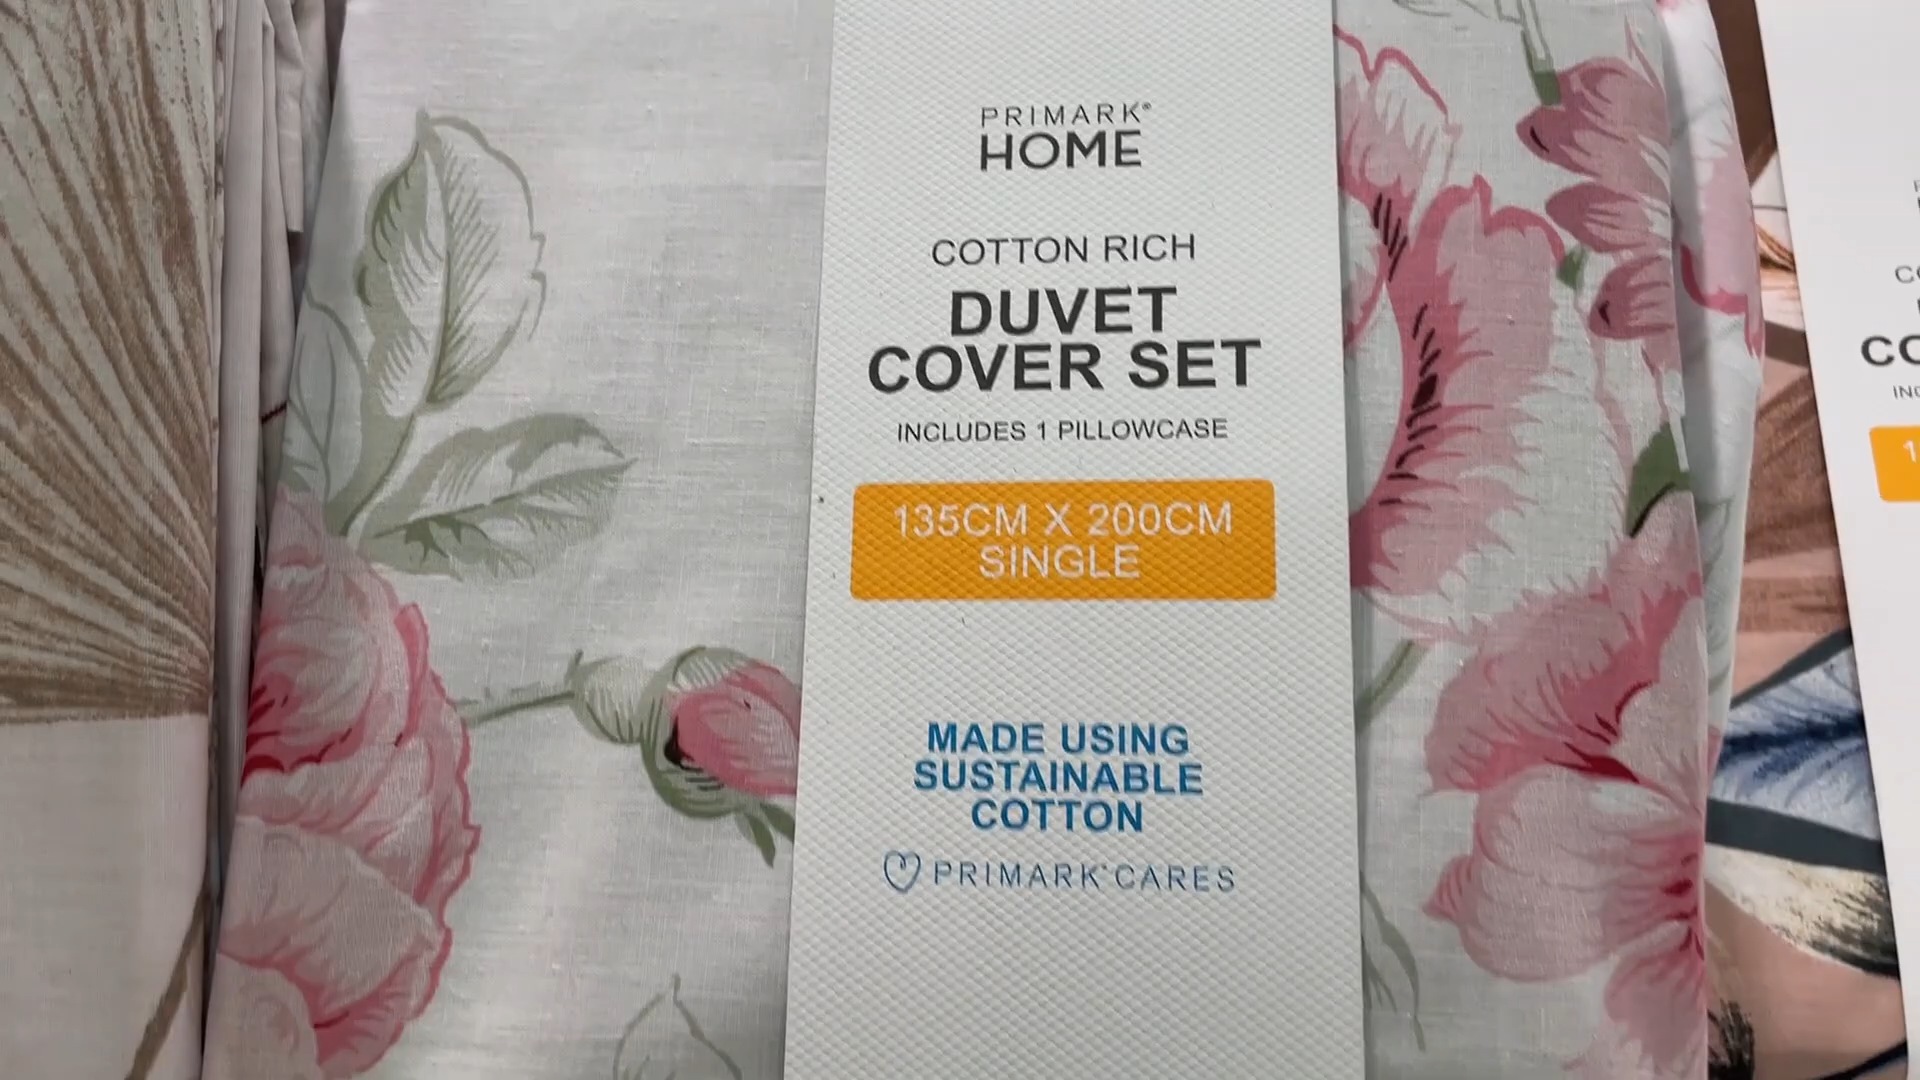 PRIMARK®
HOME
COTTON RICH
DUVET
COVER SET
INCLUDES 1 PILLOWCASE
135CM X 200CM
SINGLE
MADE USING
SUSTAINABLE
COTTON
PRIMARK® CARES